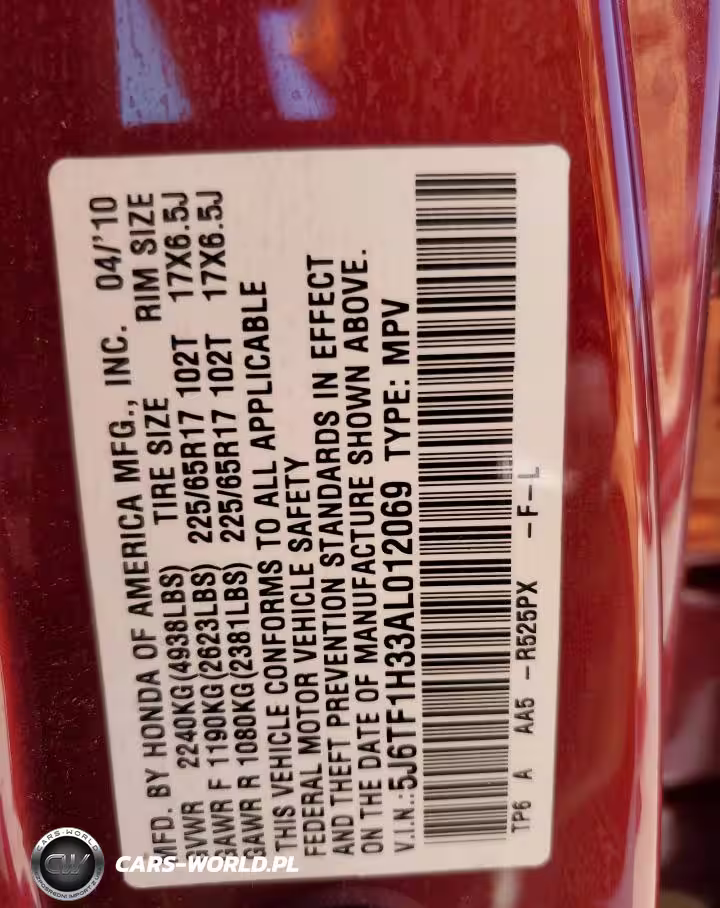 MFD. BY HONDA OF AMERICA MFG., INC. 04/'10
TIRE SIZE RIM SIZE
GVWR 2240KG(4938LBS)
GAWR F 1190KG(2623LBS) 225/65R17 102T 17X6.5J
GAWR R 1080KG(2381LBS) 225/65R17 102T 17X6.5J
THIS VEHICLE CONFORMS TO ALL APPLICABLE
FEDERAL MOTOR VEHICLE SAFETY
AND THEFT PREVENTION STANDARDS IN EFFECT
ON THE DATE OF MANUFACTURE SHOWN ABOVE.
V.I.N.:5J6TF1H33AL012069 TYPE: MPV
TP6 A AA5 -R525PX -F-L
CARS-WORLD
CW
CARS-WORLD.PL